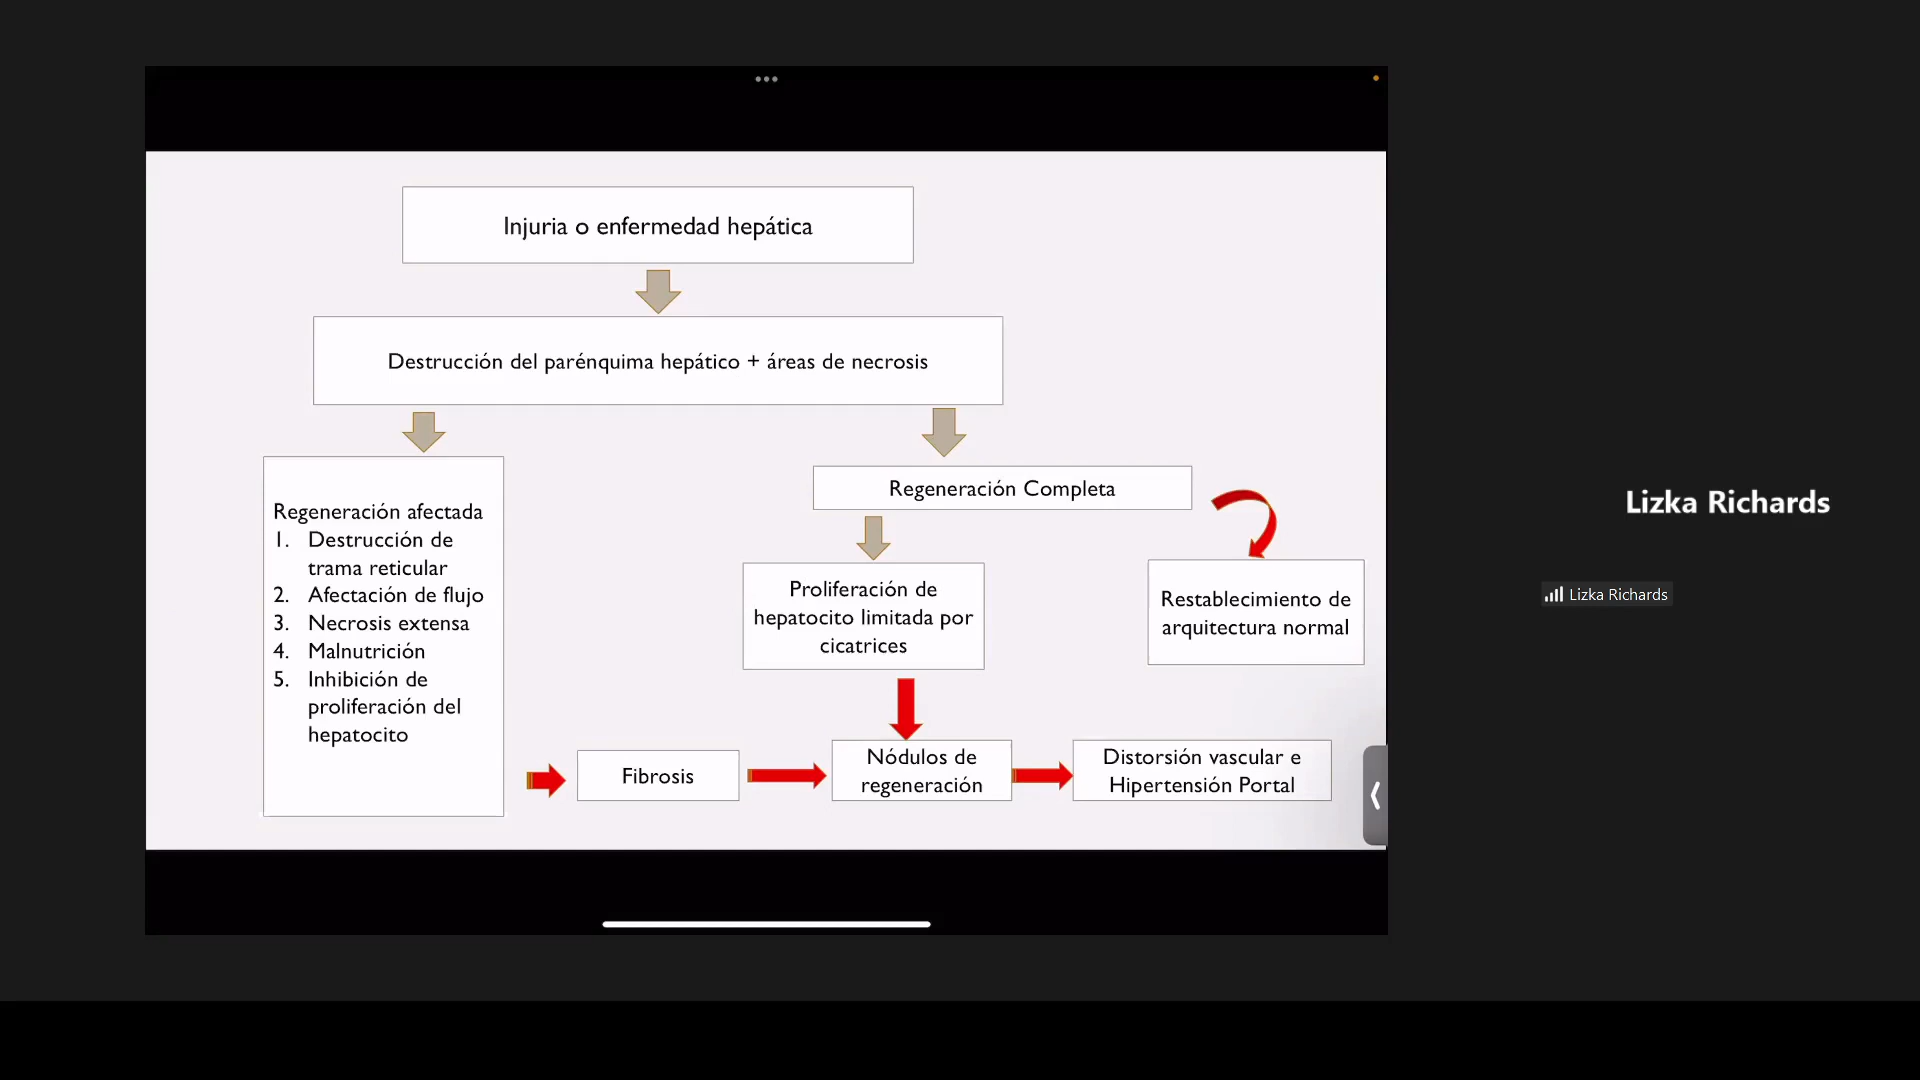 Injuria o enfermedad hepática
Destrucción del parénquima hepático + áreas de necrosis
Regeneración afectada
1. Destrucción de
trama reticular
2. Afectación de flujo
3. Necrosis extensa
4. Malnutrición
5. Inhibición de
proliferación del
hepatocito
Regeneración Completa
Proliferación de
hepatocito limitada por
cicatrices
Restablecimiento de
arquitectura normal
Fibrosis
Nódulos de
regeneración
Distorsión vascular e
Hipertensión Portal
Lizka Richards
Lizka Richards